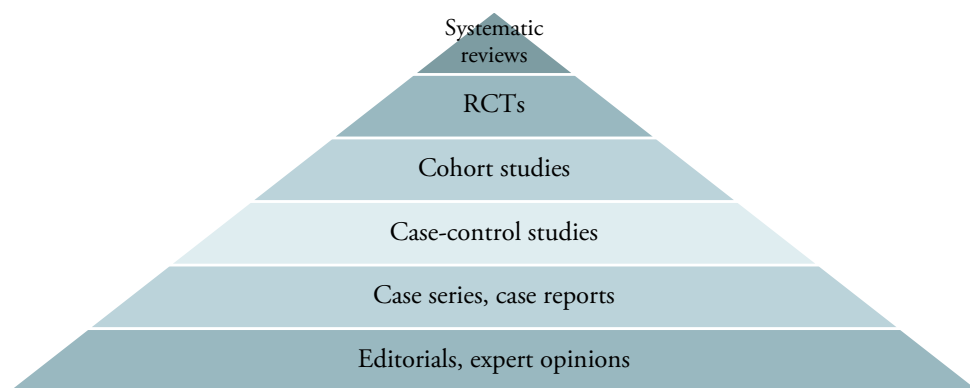 Systematic
reviews
RCTs
Cohort studies
Case-control studies
Case series, case reports
Editorials, expert opinions